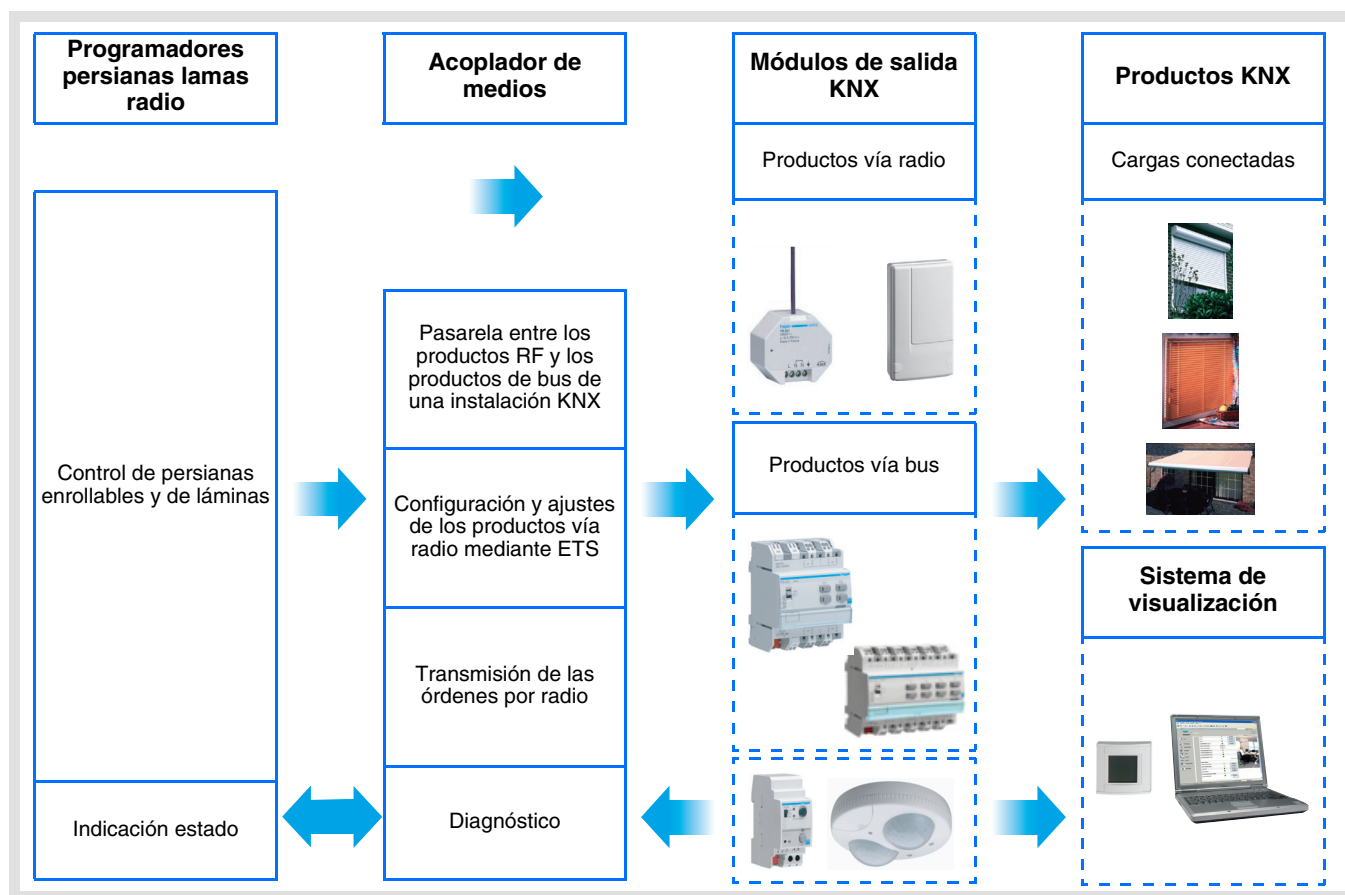 Programadores
persianas lamas
radio
Acoplador de
medios
Módulos de salida
KNX
Productos KNX
Productos vía radio
Cargas conectadas
Pasarela entre los
productos RF y los
productos de bus de
una instalación KNX
Control de persianas
enrollables y de láminas
Configuración y ajustes
de los productos vía
radio mediante ETS
Productos vía bus
Transmisión de las
órdenes por radio
Sistema de
visualización
Indicación estado
Diagnóstico